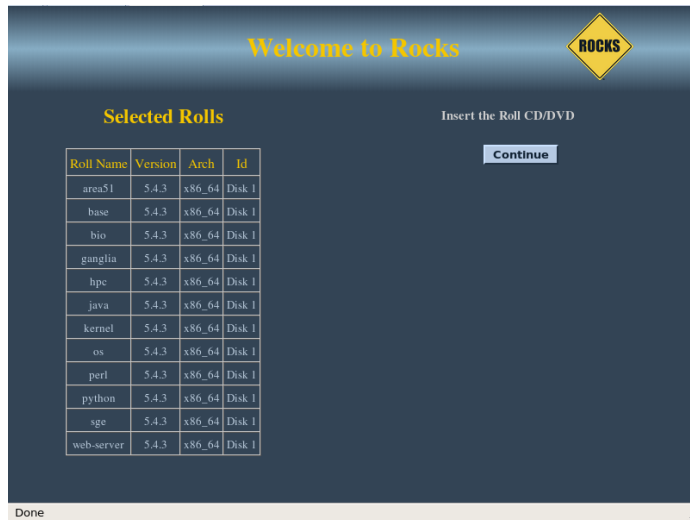 Welcome to Rocks
ROCKS
Selected Rolls
Roll Name Version Arch Id
area51 5.4.3 x86_64 Disk 1
base 5.4.3 x86_64 Disk 1
bio 5.4.3 x86_64 Disk 1
ganglia 5.4.3 x86_64 Disk 1
hpc 5.4.3 x86_64 Disk 1
java 5.4.3 x86_64 Disk 1
kernel 5.4.3 x86_64 Disk 1
os 5.4.3 x86_64 Disk 1
perl 5.4.3 x86_64 Disk 1
python 5.4.3 x86_64 Disk 1
sge 5.4.3 x86_64 Disk 1
web-server 5.4.3 x86_64 Disk 1
Insert the Roll CD/DVD
Continue
Done